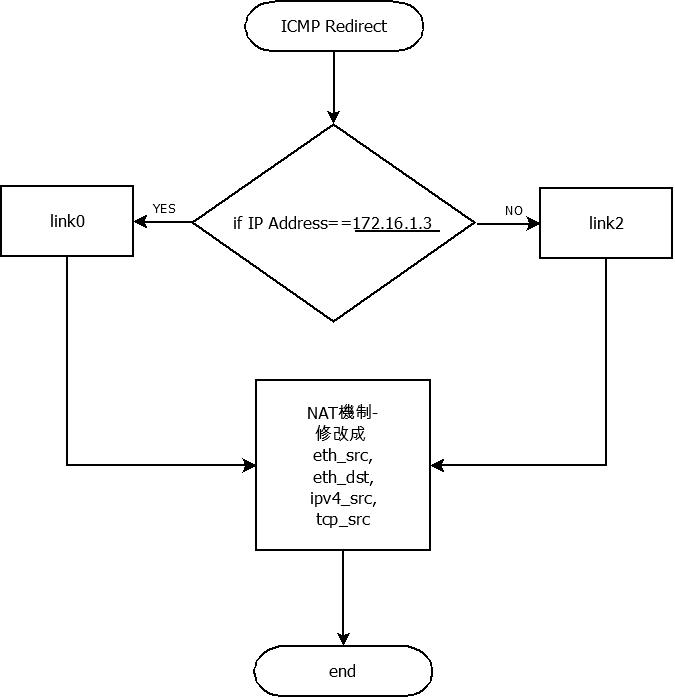 ICMP Redirect
if IP Address==172.16.1.3
YES
NO
link0
link2
NAT機制-
修改成
eth_src,
eth_dst,
ipv4_src,
tcp_src
end